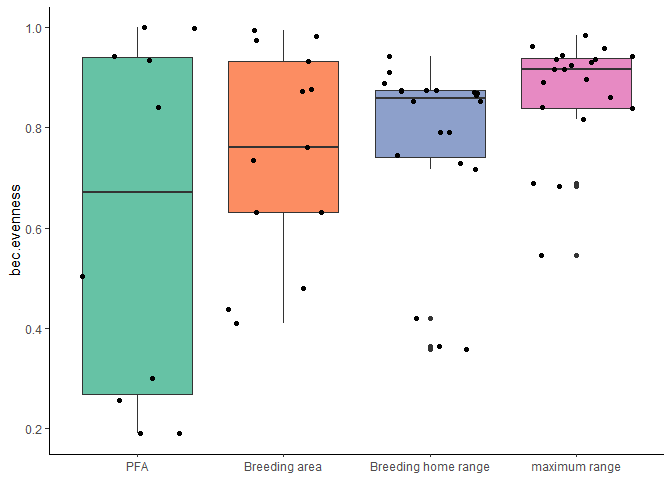 bec.evenness
1.0
0.8
0.6
0.4
0.2
PFA
Breeding area
Breeding home range
maximum range